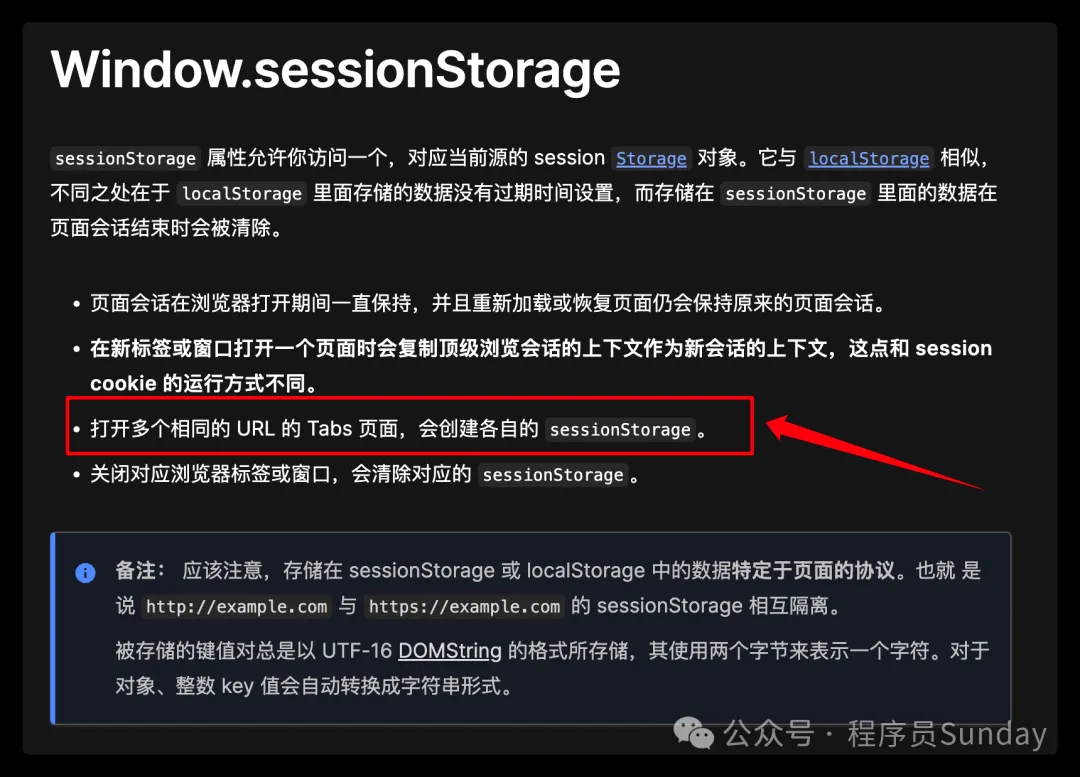 Window.sessionStorage
sessionStorage 属性允许你访问一个，对应当前源的 session Storage 对象。它与 localStorage 相似，
不同之处在于 localStorage 里面存储的数据没有过期时间设置，而存储在 sessionStorage 里面的数据在
页面会话结束时会被清除。
• 页面会话在浏览器打开期间一直保持，并且重新加载或恢复页面仍会保持原来的页面会话。
• 在新标签或窗口打开一个页面时会复制顶级浏览会话的上下文作为新会话的上下文，这点和 session
cookie 的运行方式不同。
• 打开多个相同的 URL 的 Tabs 页面，会创建各自的 sessionStorage 。
• 关闭对应浏览器标签或窗口，会清除对应的 sessionStorage 。
备注： 应该注意，存储在 sessionStorage 或 localStorage 中的数据特定于页面的协议。也就 是
说 http://example.com 与 https://example.com 的 sessionStorage 相互隔离。
被存储的键值对总是以 UTF-16 DOMString 的格式所存储，其使用两个字节来表示一个字符。对于
对象、整数 key 值会自动转换成字符串形式。
公众号 · 程序员Sunday